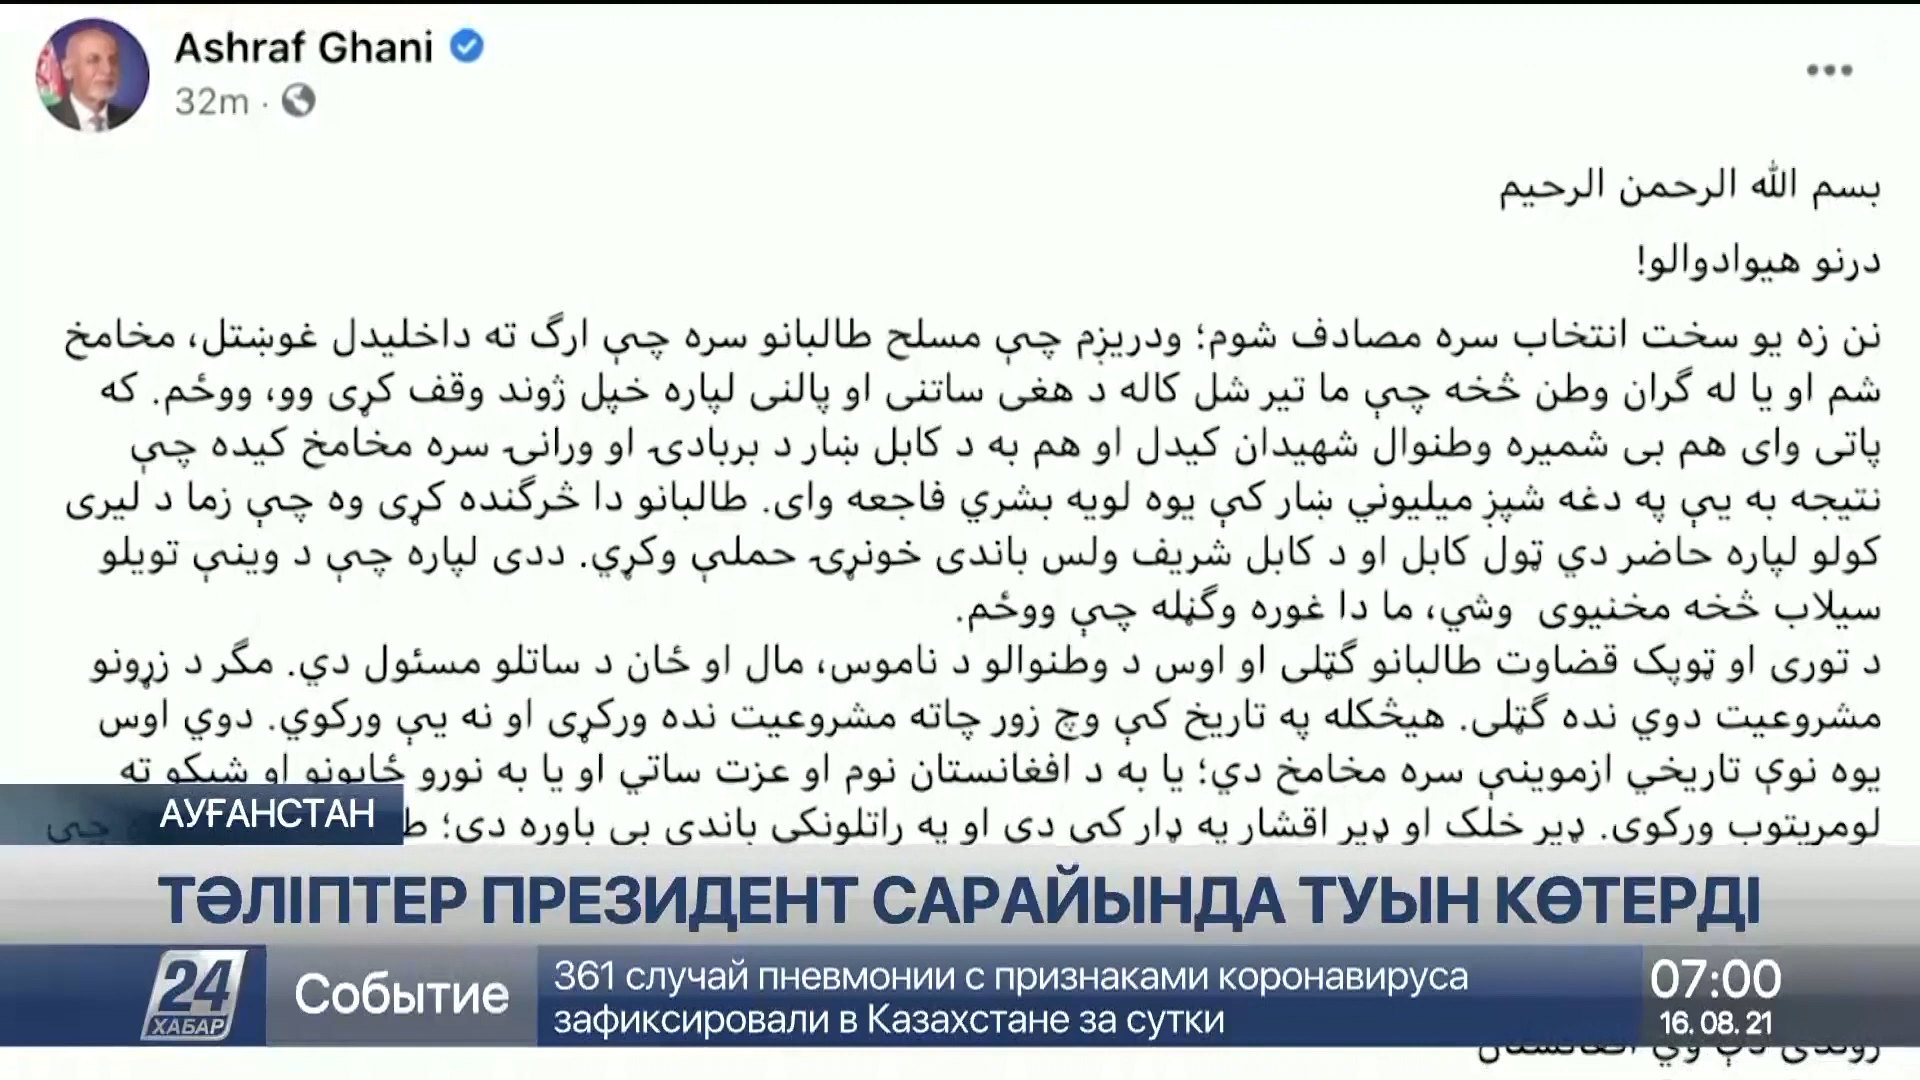 Ashraf Ghani
32m
بسم الله الرحمن الرحیم
درنو هیوادوالو!
نن زه یو سخت انتخاب سره مصادف شوم؛ ودریږم چې مسلح طالبانو سره چې ارګ ته داخلیدل غوښتل، مخامخ
شم او یا له ګران وطن څخه چې ما تیر شل کاله د هغی ساتنی او پالنی لپاره خپل ژوند وقف کړی وو، ووځم. که
پاتی وای هم بی شمیره وطنوال شهیدان کیدل او هم به د کابل ښار د بربادۍ او ورانۍ سره مخامخ کیده چې
نتیجه به یې په دغه شپږ میلیوني ښار کې یوه لویه بشري فاجعه وای. طالبانو دا څرګنده کړی وه چې زما د لیری
کولو لپاره حاضر دي ټول کابل او د کابل شریف ولس باندی خونړۍ حملې وکړي. ددی لپاره چې د وینې تویلو
سیلاب څخه مخنیوی وشي، ما دا غوره وګڼله چې ووځم.
د توری او ټوپک قضاوت طالبانو ګټلی او اوس د وطنوالو د ناموس، مال او ځان د ساتلو مسئول دي. مګر د زړونو
مشروعیت دوي نده ګټلی. هیڅکله په تاریخ کې وچ زور چاته مشروعیت نده ورکړی او نه یې ورکوي. دوي اوس
یوه نوې تاریخي ازموینې سره مخامخ دي؛ یا به د افغانستان نوم او عزت ساتي او یا به نورو ځایونو او شبکو ته
لومړیتوب ورکوی. ډیر خلک او ډیر اقشار په ډار کې دی او په راتلونکی باندی بی باوره دی؛
چې
АУҒАНСТАН
ТӘЛІПТЕР ПРЕЗИДЕНТ САРАЙЫНДА ТУЫН КӨТЕРДІ
24
ХАБАР
Событие
361 случай пневмонии с признаками коронавируса
зафиксировали в Казахстане за сутки
07:00
16. 08. 21